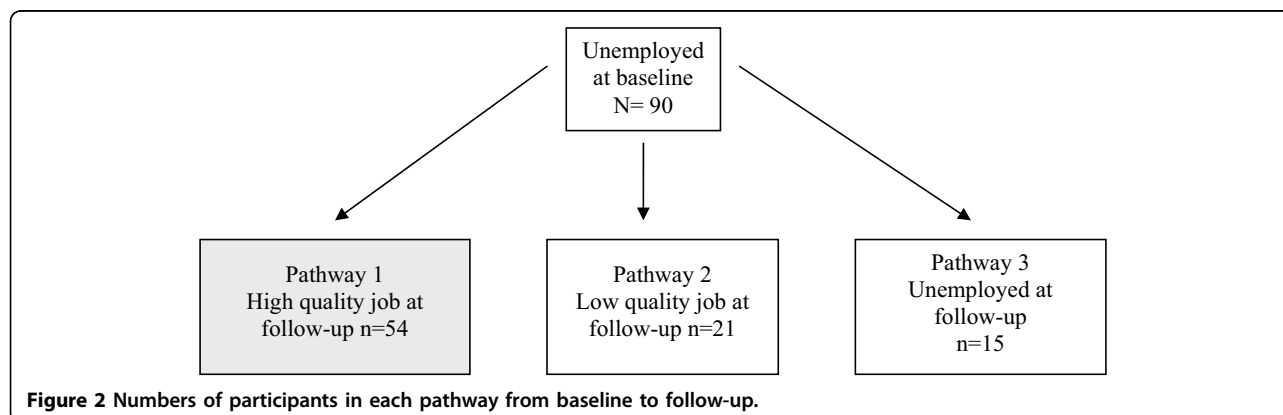 Unemployed
at baseline
N= 90
Pathway 1
High quality job at
follow-up n=54
Pathway 2
Low quality job at
follow-up n=21
Pathway 3
Unemployed at
follow-up
n=15
Figure 2 Numbers of participants in each pathway from baseline to follow-up.